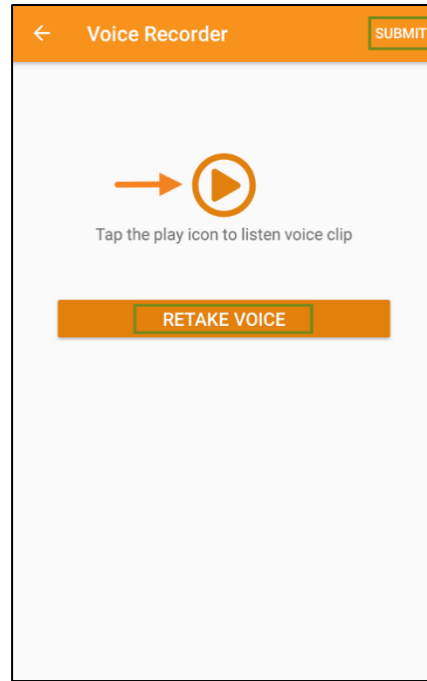 Voice Recorder
SUBMIT
Tap the play icon to listen voice clip
RETAKE VOICE